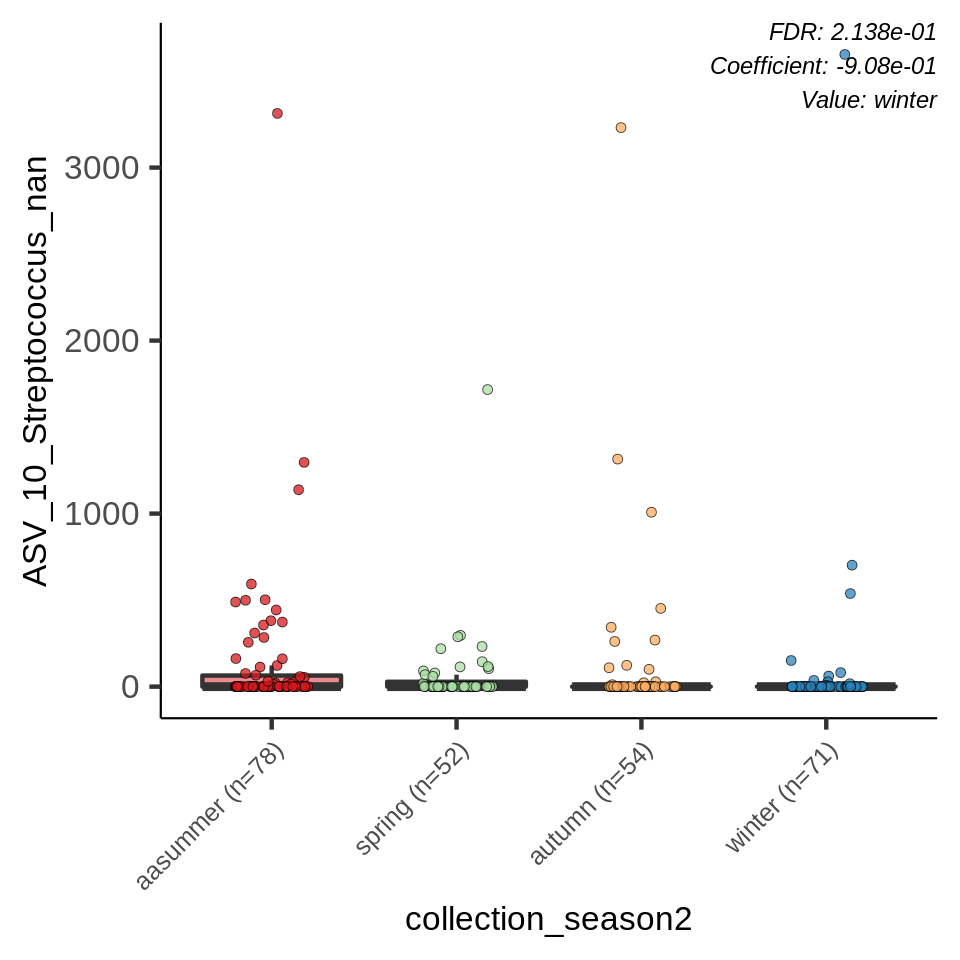 FDR: 2.138e-01
Coefficient: -9.08e-01
Value: winter
ASV_10_Streptococcus_nan
3000
2000
1000
0
aasummer (n=78)
spring (n=52)
autumn (n=54)
winter (n=71)
collection_season2